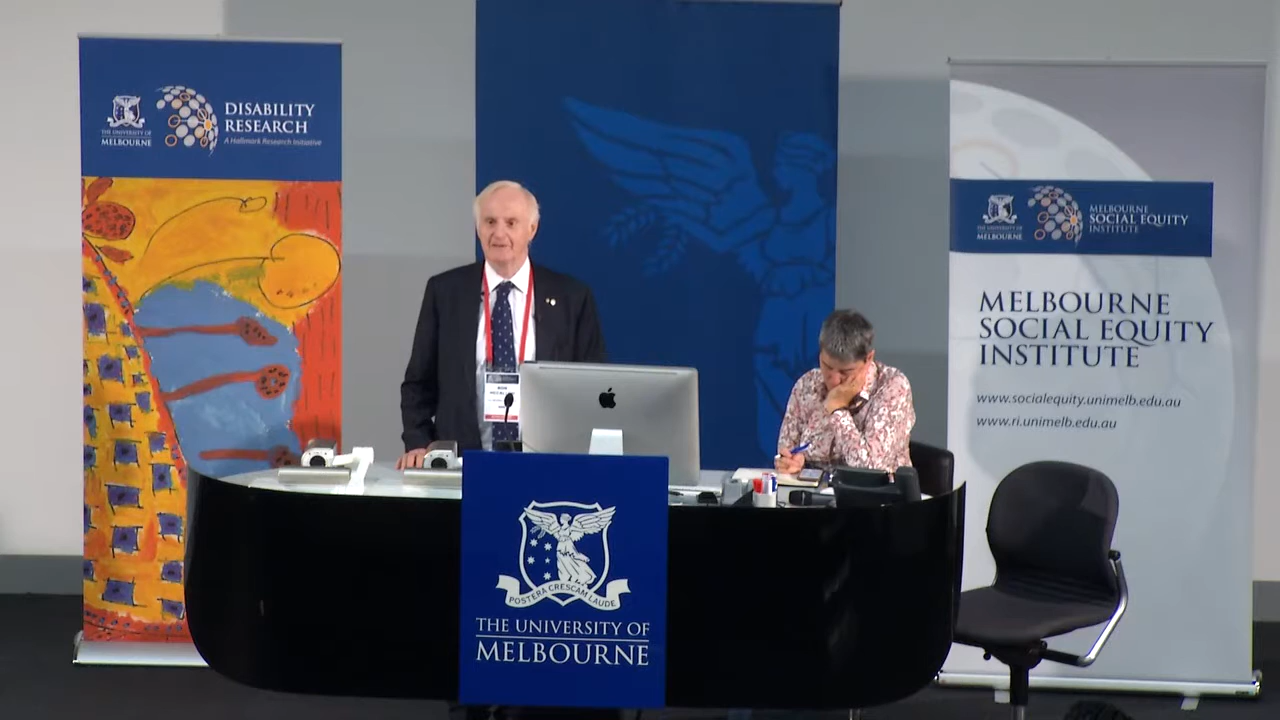 THE UNIVERSITY OF
MELBOURNE
DISABILITY
RESEARCH
A Hallmark Research Initiative
THE UNIVERSITY OF
MELBOURNE
MELBOURNE
SOCIAL EQUITY
INSTITUTE
MELBOURNE
SOCIAL EQUITY
INSTITUTE
www.socialequity.unimelb.edu.au
www.ri.unimelb.edu.au
POSTERA CRESCAM LAUDE
THE UNIVERSITY OF
MELBOURNE